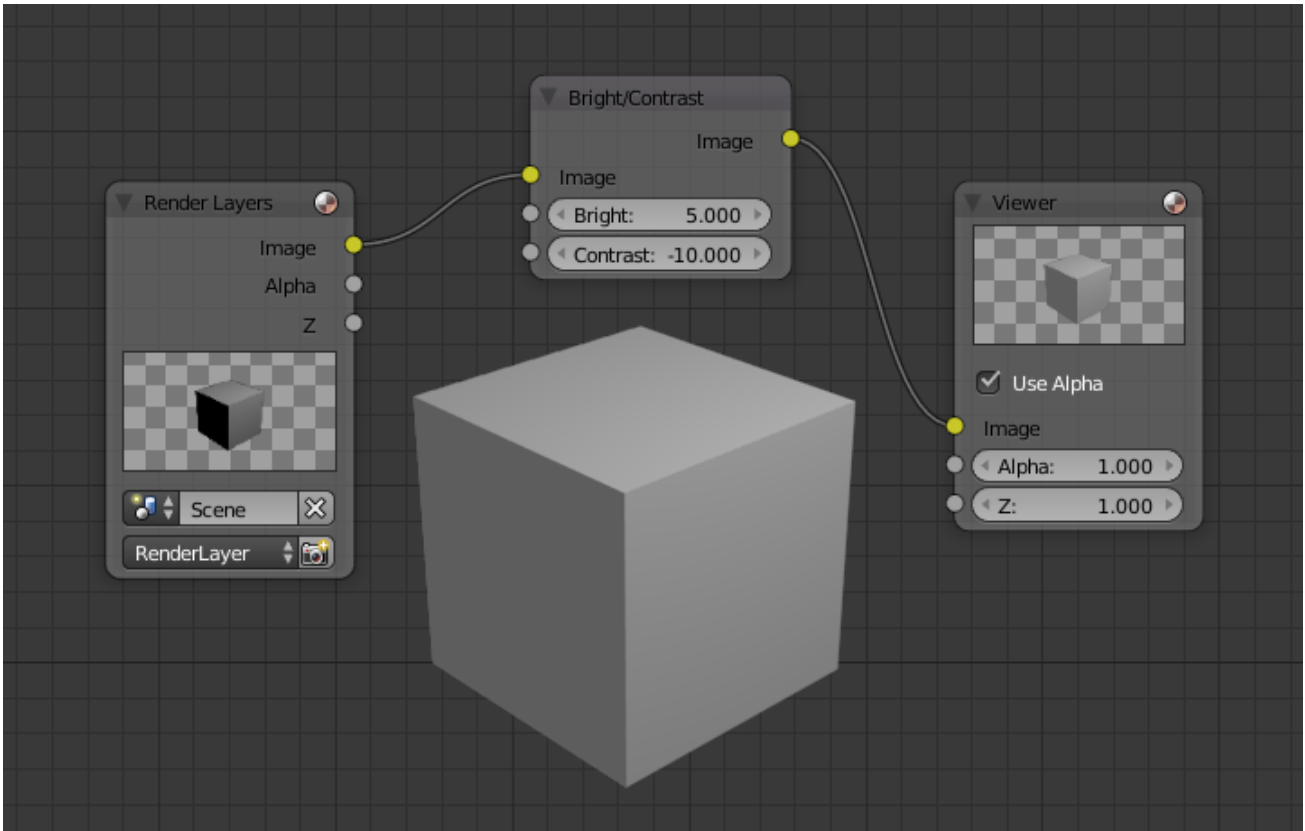 Render Layers
Image
Alpha
Z
Scene
RenderLayer
Bright/Contrast
Image
Image
Bright: 5.000
Contrast: -10.000
Viewer
Use Alpha
Image
Alpha: 1.000
Z: 1.000